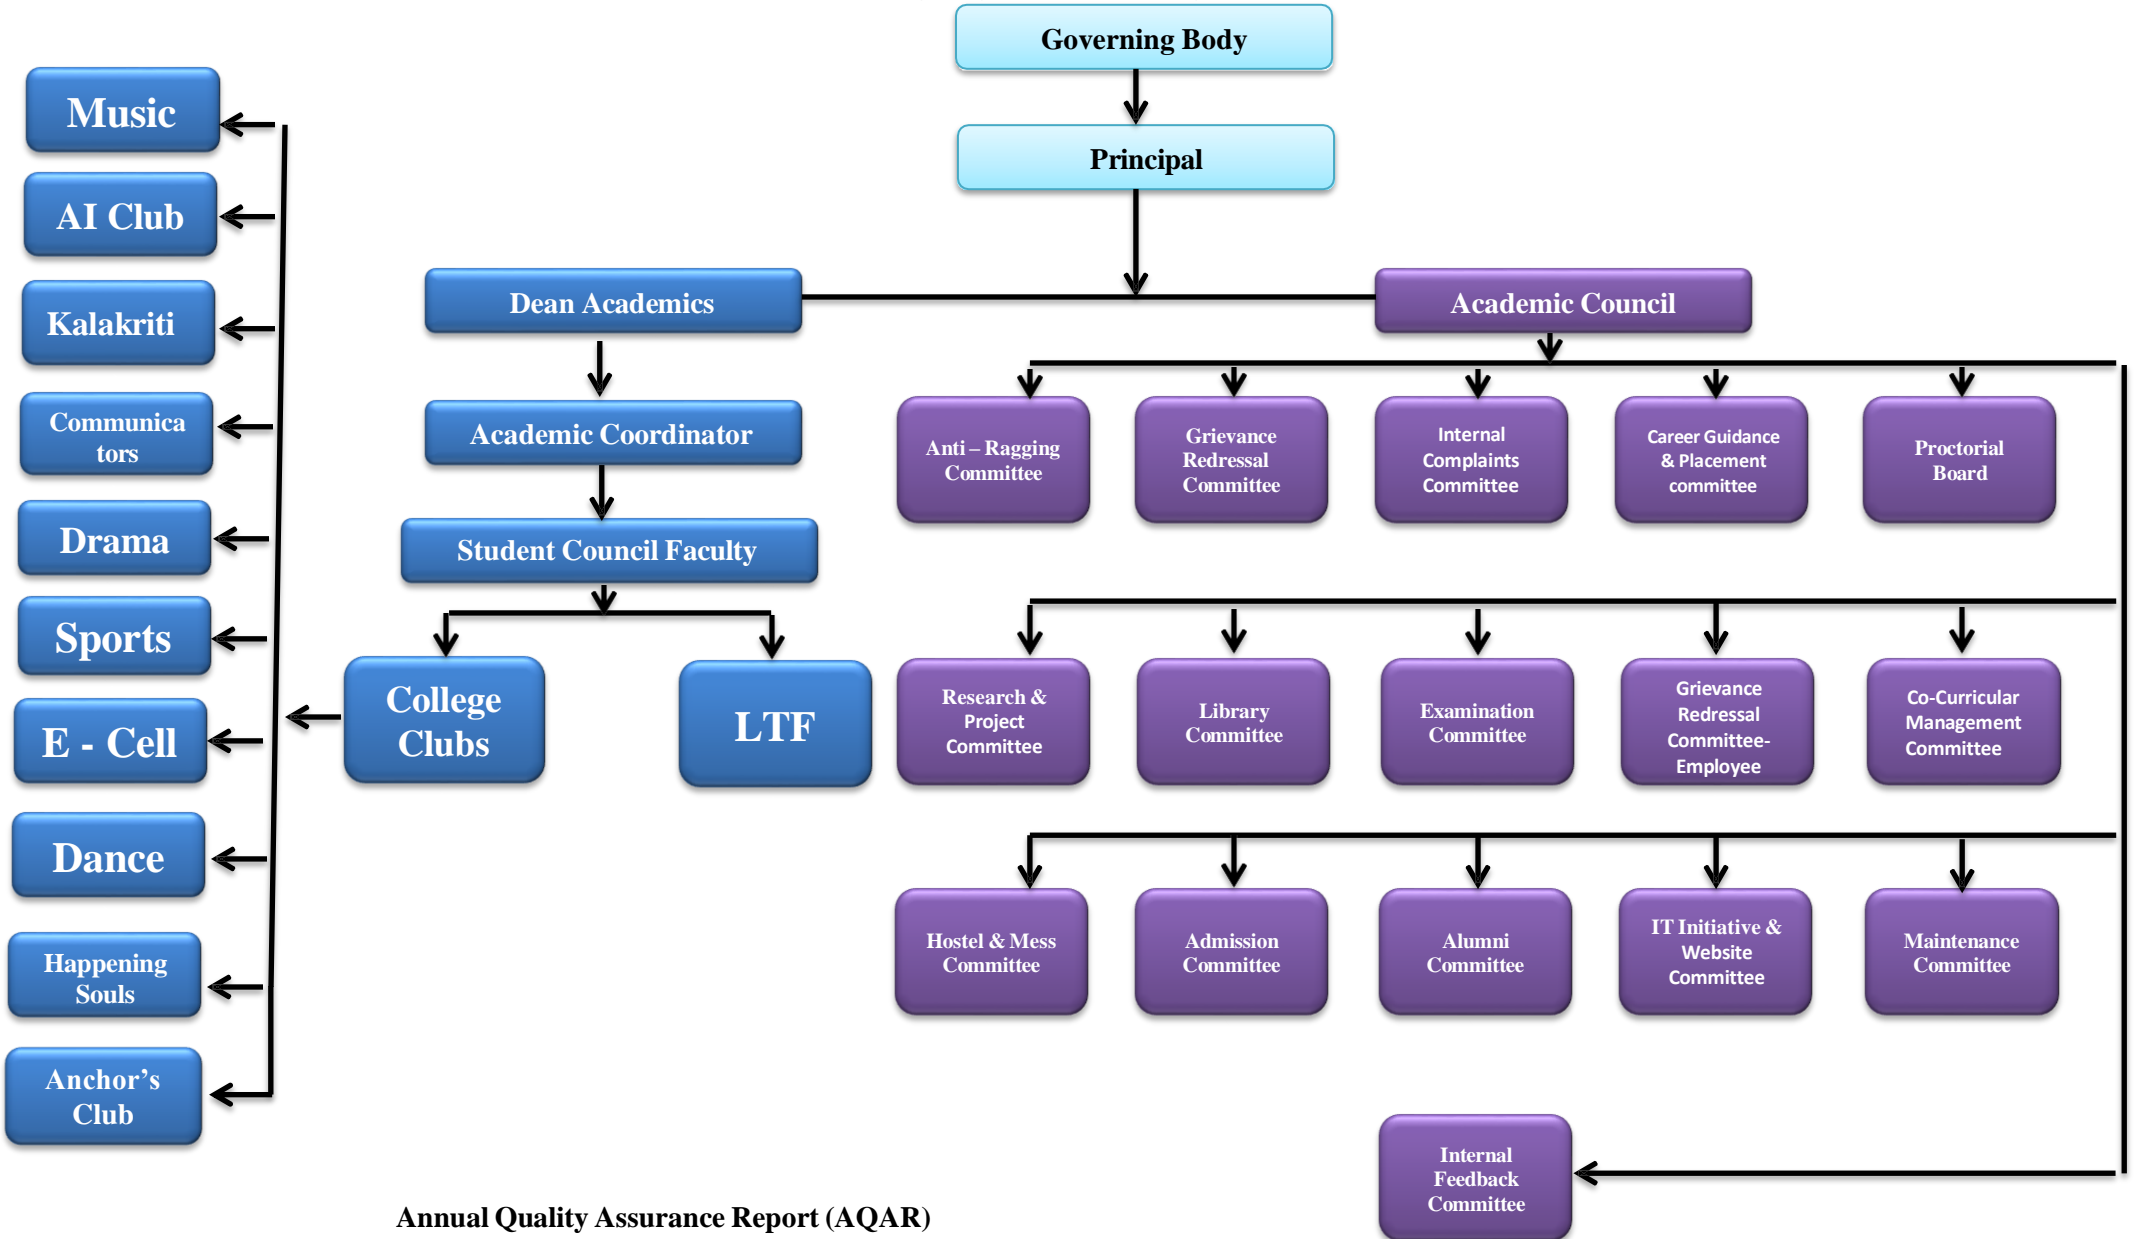 Governing Body
Principal
Music
AI Club
Kalakriti
Communica
tors
Drama
Sports
E - Cell
Dance
Happening
Souls
Anchor’s
Club
Dean Academics
Academic Coordinator
Student Council Faculty
College
Clubs
LTF
Academic Council
Anti – Ragging
Committee
Grievance
Redressal
Committee
Internal
Complaints
Committee
Career Guidance
& Placement
committee
Proctorial
Board
Research &
Project
Committee
Library
Committee
Examination
Committee
Grievance
Redressal
Committee-
Employee
Co-Curricular
Management
Committee
Hostel & Mess
Committee
Admission
Committee
Alumni
Committee
IT Initiative &
Website
Committee
Maintenance
Committee
Internal
Feedback
Committee
Annual Quality Assurance Report (AQAR)